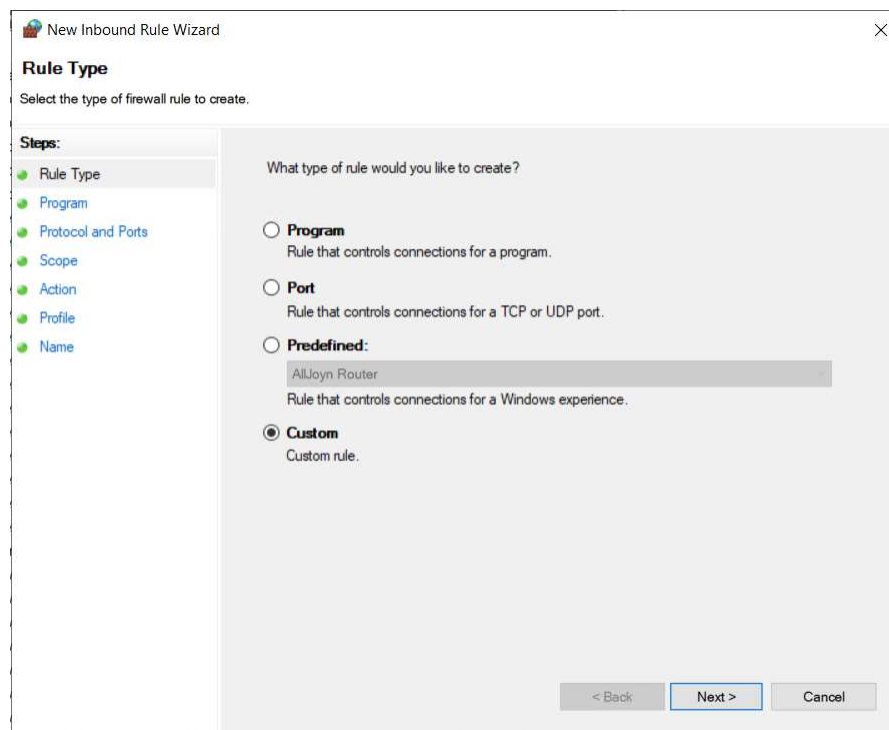 New Inbound Rule Wizard
Rule Type
Select the type of firewall rule to create.
Steps:
Rule Type
Program
Protocol and Ports
Scope
Action
Profile
Name
What type of rule would you like to create?
Program
Rule that controls connections for a program.
Port
Rule that controls connections for a TCP or UDP port.
Predefined:
AllJoyn Router
Rule that controls connections for a Windows experience.
Custom
Custom rule.
< Back
Next >
Cancel